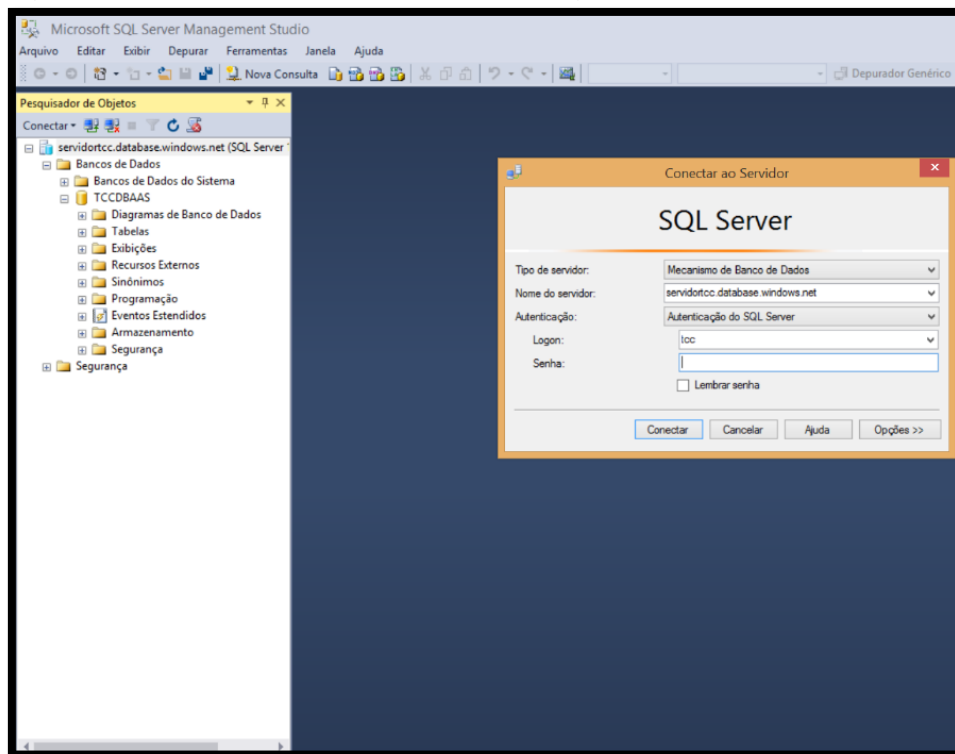 Microsoft SQL Server Management Studio
Arquivo Editar Exibir Depurar Ferramentas Janela Ajuda
Nova Consulta Depurador Genérico
Pesquisador de Objetos
Conectar
servidortcc.database.windows.net (SQL Server
Bancos de Dados
Bancos de Dados do Sistema
TCCDBAAS
Diagramas de Banco de Dados
Tabelas
Exibições
Recursos Externos
Sinônimos
Programação
Eventos Estendidos
Armazenamento
Segurança
Segurança
Conectar ao Servidor
SQL Server
Tipo de servidor: Mecanismo de Banco de Dados
Nome do servidor: servidortcc.database.windows.net
Autenticação: Autenticação do SQL Server
Logon: tcc
Senha:
Lembrar senha
Conectar Cancelar Ajuda Opções >>